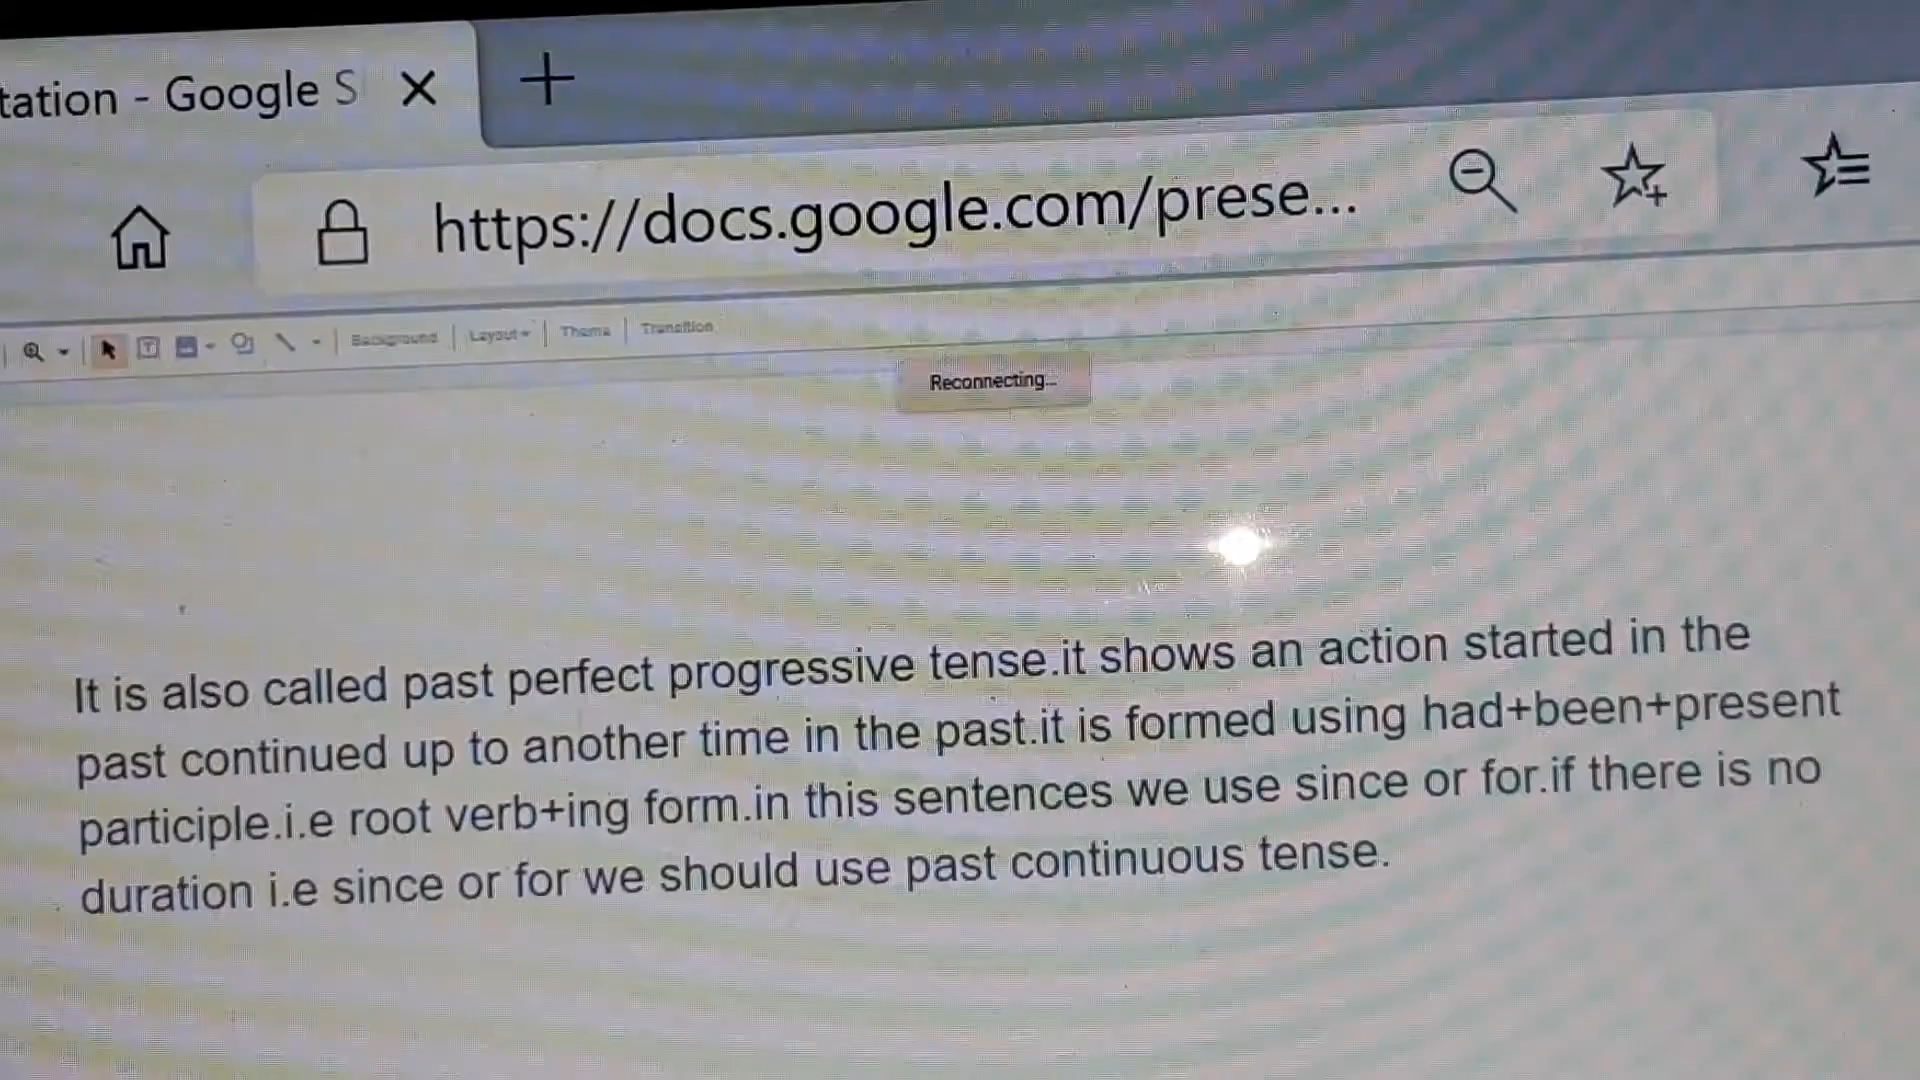 tation - Google S
https://docs.google.com/prese...
Background Layout Theme Transition
Reconnecting...
It is also called past perfect progressive tense.it shows an action started in the
past continued up to another time in the past.it is formed using had+been+present
participle.i.e root verb+ing form.in this sentences we use since or for.if there is no
duration i.e since or for we should use past continuous tense.